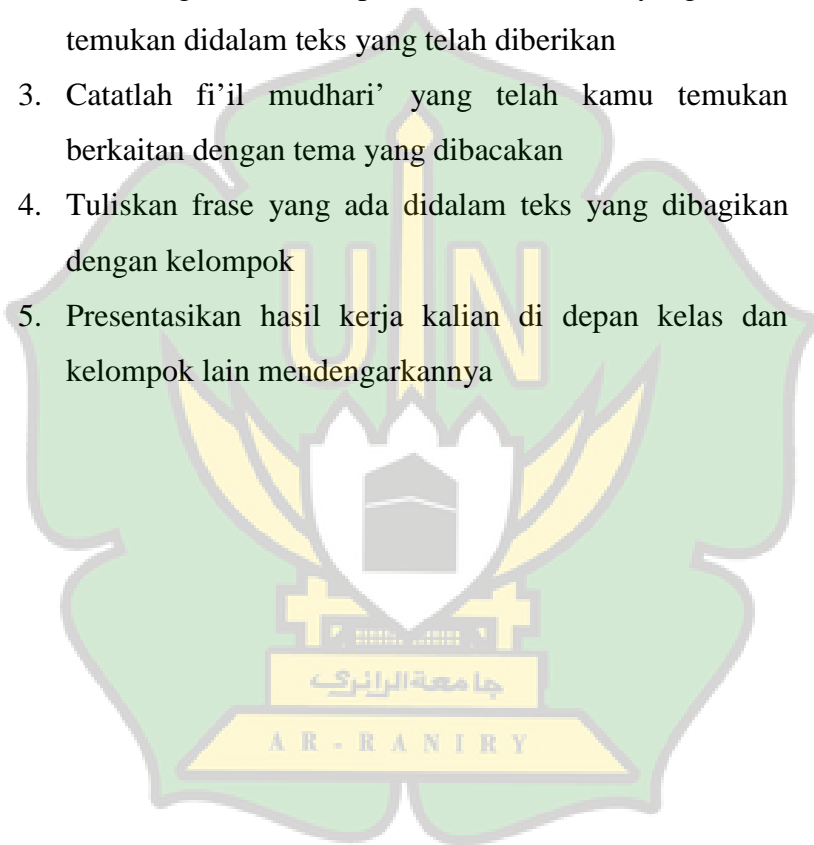 temukan didalam teks yang telah diberikan
3. Catatlah fi’il mudhari’ yang telah kamu temukan
berkaitan dengan tema yang dibacakan
4. Tuliskan frase yang ada didalam teks yang dibagikan
dengan kelompok
5. Presentasikan hasil kerja kalian di depan kelas dan
kelompok lain mendengarkannya
UIN
جامعة الرانري
AR-RANIRY